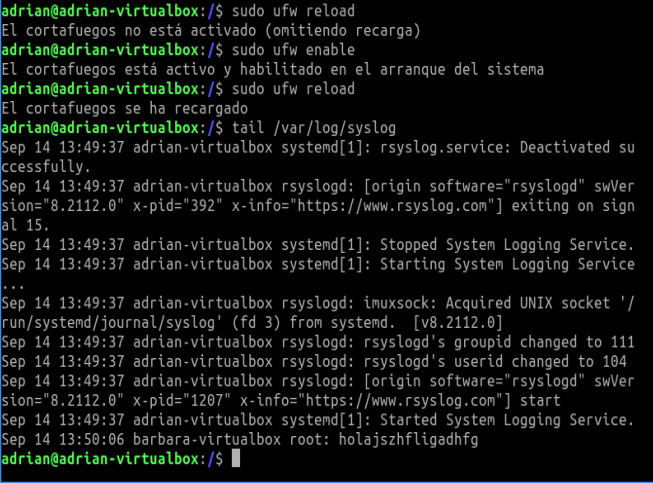 adrian@adrian-virtualbox:/$ sudo ufw reload
El cortafuegos no está activado (omitiendo recarga)
adrian@adrian-virtualbox:/$ sudo ufw enable
El cortafuegos está activo y habilitado en el arranque del sistema
adrian@adrian-virtualbox:/$ sudo ufw reload
El cortafuegos se ha recargado
adrian@adrian-virtualbox:/$ tail /var/log/syslog
Sep 14 13:49:37 adrian-virtualbox systemd[1]: rsyslog.service: Deactivated su
ccessfully.
Sep 14 13:49:37 adrian-virtualbox rsyslogd: [origin software="rsyslogd" swVer
sion="8.2112.0" x-pid="392" x-info="https://www.rsyslog.com"] exiting on sign
al 15.
Sep 14 13:49:37 adrian-virtualbox systemd[1]: Stopped System Logging Service.
Sep 14 13:49:37 adrian-virtualbox systemd[1]: Starting System Logging Service
...
Sep 14 13:49:37 adrian-virtualbox rsyslogd: imuxsock: Acquired UNIX socket '/
run/systemd/journal/syslog' (fd 3) from systemd.  [v8.2112.0]
Sep 14 13:49:37 adrian-virtualbox rsyslogd: rsyslogd's groupid changed to 111
Sep 14 13:49:37 adrian-virtualbox rsyslogd: rsyslogd's userid changed to 104
Sep 14 13:49:37 adrian-virtualbox rsyslogd: [origin software="rsyslogd" swVer
sion="8.2112.0" x-pid="1207" x-info="https://www.rsyslog.com"] start
Sep 14 13:49:37 adrian-virtualbox systemd[1]: Started System Logging Service.
Sep 14 13:50:06 barbara-virtualbox root: holajszhfligadhfg
adrian@adrian-virtualbox:/$